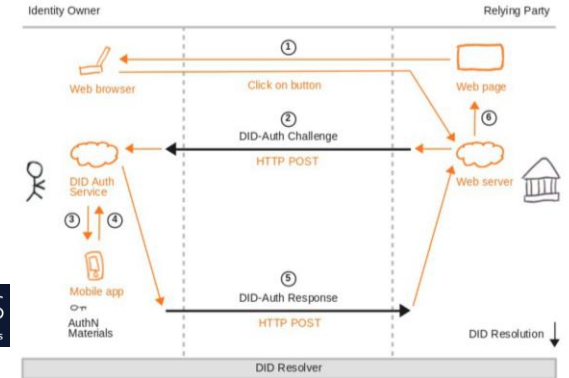 Identity Owner
Relying Party
①
Web browser
Click on button
Web page
②
⑥
DID-Auth Challenge
HTTP POST
DID Auth
Service
Web server
③
④
⑤
Mobile app
DID-Auth Response
AuthN
Materials
HTTP POST
DID Resolution
DID Resolver